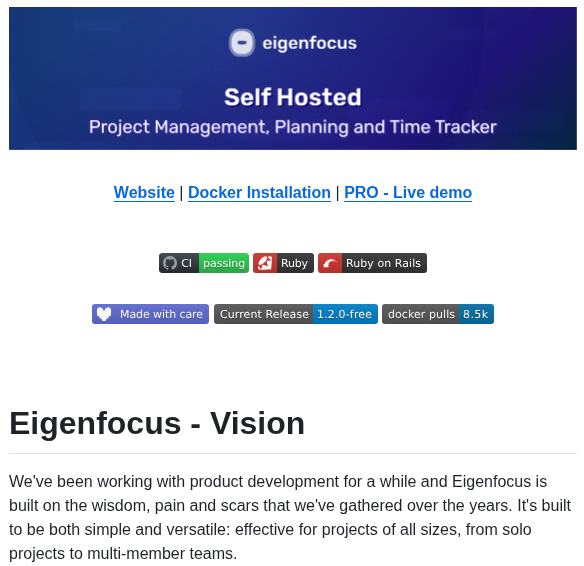 eigenfocus
Self Hosted
Project Management, Planning and Time Tracker
Website | Docker Installation | PRO - Live demo
CI passing Ruby Ruby on Rails
Made with care Current Release 1.2.0-free docker pulls 8.5k
Eigenfocus - Vision
We've been working with product development for a while and Eigenfocus is
built on the wisdom, pain and scars that we've gathered over the years. It's built
to be both simple and versatile: effective for projects of all sizes, from solo
projects to multi-member teams.